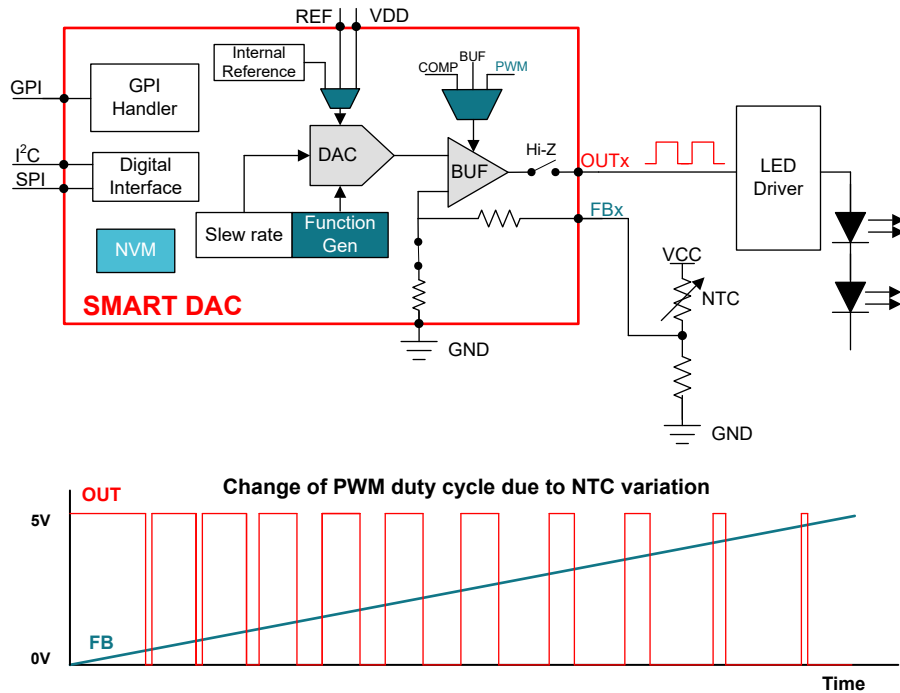 REF VDD
Internal
Reference
COMP BUF PWM
GPI
GPI
Handler
I²C
SPI
Digital
Interface
DAC
BUF
Hi-Z
OUTx
FBx
LED
Driver
Slew rate
Function
Gen
NVM
SMART DAC
GND
VCC
NTC
GND
Change of PWM duty cycle due to NTC variation
OUT
5V
FB
0V
Time